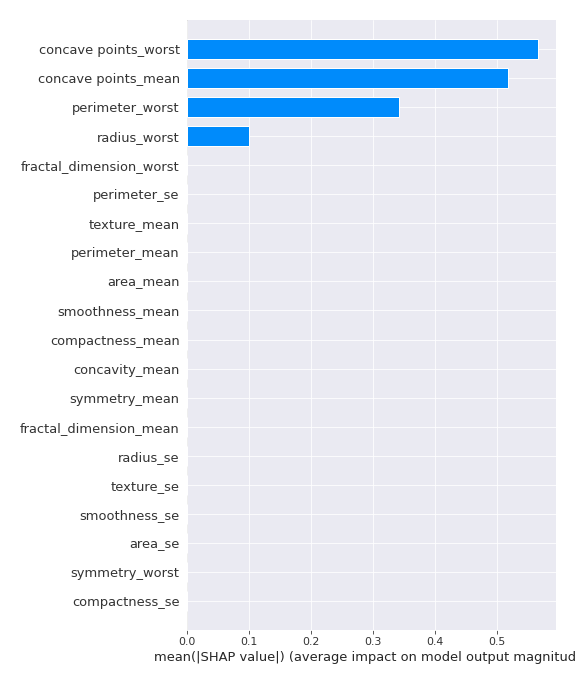 concave points_worst
concave points_mean
perimeter_worst
radius_worst
fractal_dimension_worst
perimeter_se
texture_mean
perimeter_mean
area_mean
smoothness_mean
compactness_mean
concavity_mean
symmetry_mean
fractal_dimension_mean
radius_se
texture_se
smoothness_se
area_se
symmetry_worst
compactness_se
0.0 0.1 0.2 0.3 0.4 0.5
mean(|SHAP value|) (average impact on model output magnitud